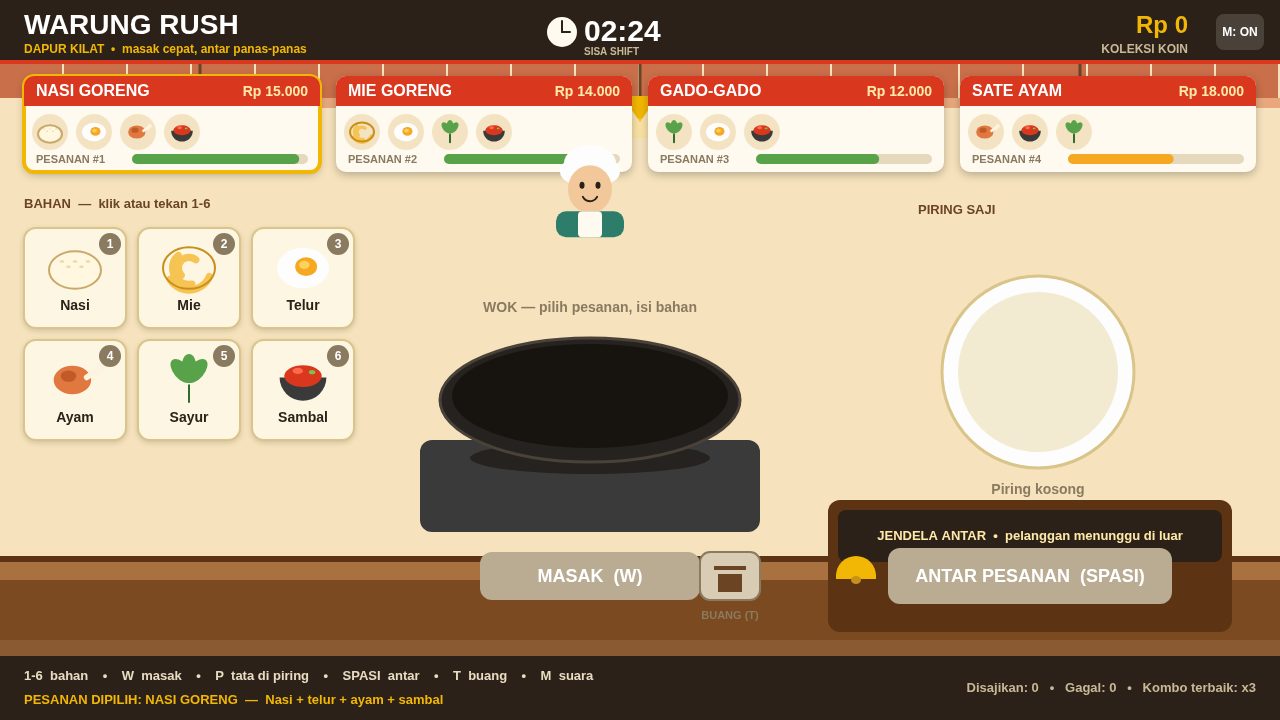 WARUNG RUSH
DAPUR KILAT • masak cepat, antar panas-panas
02:24
SISA SHIFT
Rp 0
KOLEKSI KOIN
M: ON
NASI GORENG Rp 15.000
PESANAN #1
MIE GORENG Rp 14.000
PESANAN #2
GADO-GADO Rp 12.000
PESANAN #3
SATE AYAM Rp 18.000
PESANAN #4
BAHAN — klik atau tekan 1-6
1
Nasi
2
Mie
3
Telur
4
Ayam
5
Sayur
6
Sambal
WOK — pilih pesanan, isi bahan
MASAK (W)
BUANG (T)
PIRING SAJI
Piring kosong
JENDELA ANTAR • pelanggan menunggu di luar
ANTAR PESANAN (SPASI)
1-6 bahan • W masak • P tata di piring • SPASI antar • T buang • M suara
PESANAN DIPILIH: NASI GORENG — Nasi + telur + ayam + sambal
Disajikan: 0 • Gagal: 0 • Kombo terbaik: x3